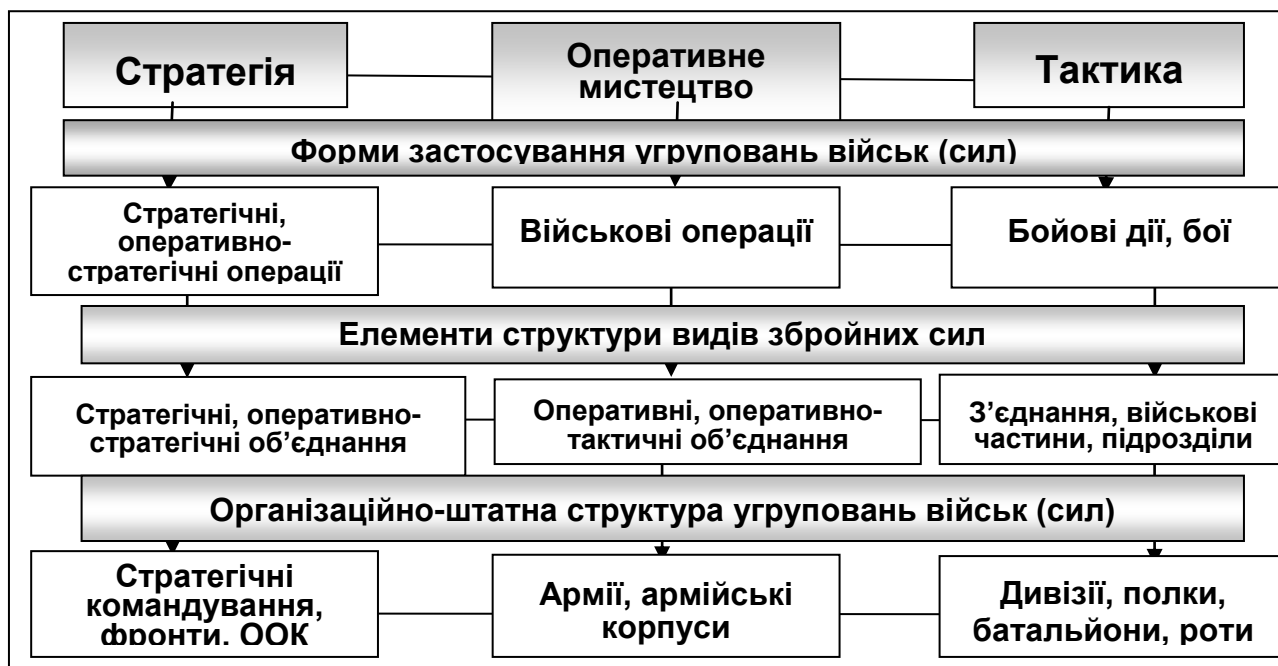 Стратегія
Оперативне
мистецтво
Тактика
Форми застосування угруповань військ (сил)
Стратегічні,
оперативно-
стратегічні операції
Військові операції
Бойові дії, бої
Елементи структури видів збройних сил
Стратегічні, оперативно-
стратегічні об’єднання
Оперативні, оперативно-
тактичні об’єднання
З’єднання, військові
частини, підрозділи
Організаційно-штатна структура угруповань військ (сил)
Стратегічні
командування,
фронти, ООК
Армії, армійські
корпуси
Дивізії, полки,
батальйони, роти